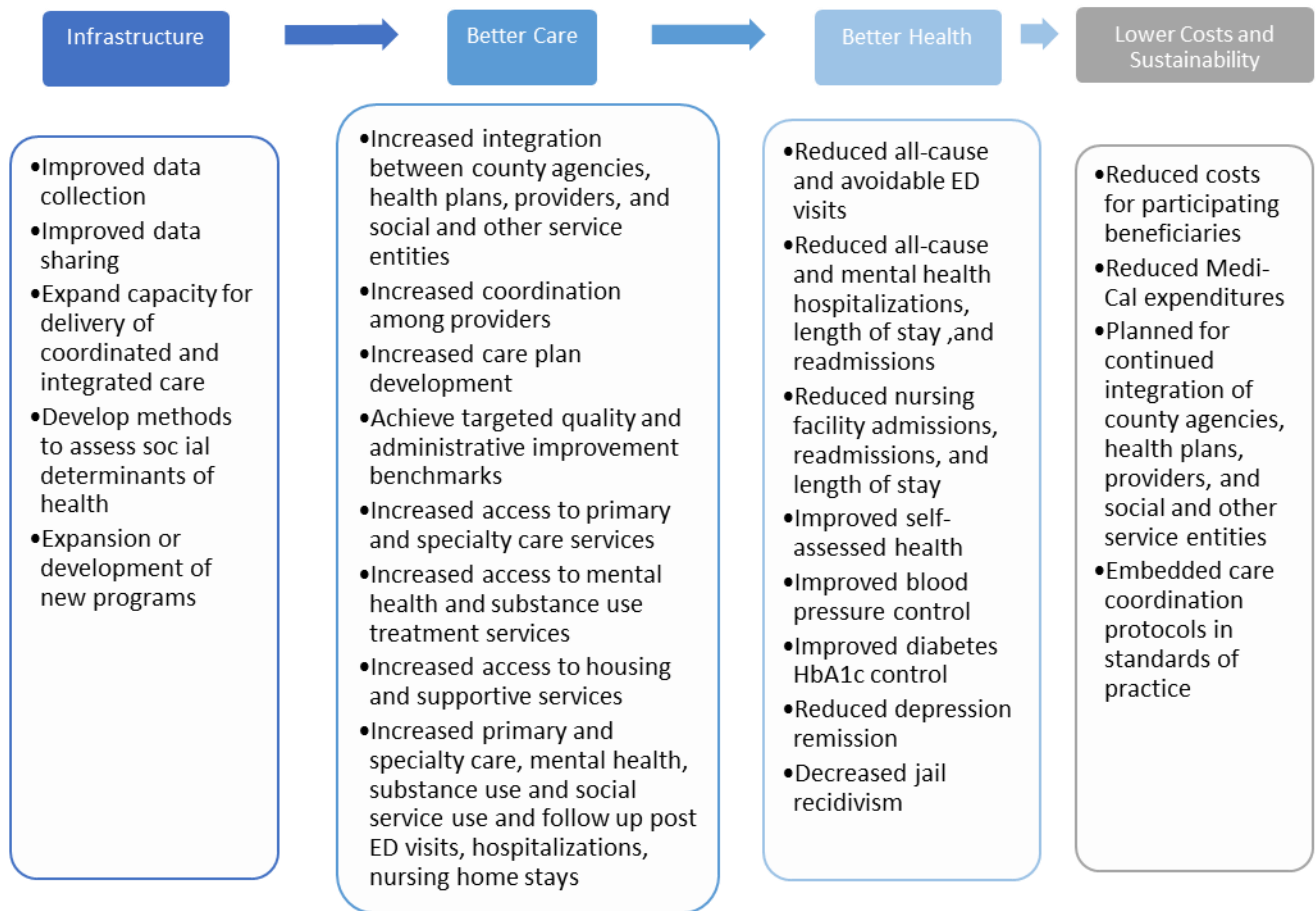 Infrastructure
Better Care
Better Health
Lower Costs and
Sustainability
•Improved data
collection
•Improved data
sharing
•Expand capacity for
delivery of
coordinated and
integrated care
•Develop methods
to assess soc ial
determinants of
health
•Expansion or
development of
new programs
•Increased integration
between county agencies,
health plans, providers, and
social and other service
entities
•Increased coordination
among providers
•Increased care plan
development
•Achieve targeted quality and
administrative improvement
benchmarks
•Increased access to primary
and specialty care services
•Increased access to mental
health and substance use
treatment services
•Increased access to housing
and supportive services
•Increased primary and
specialty care, mental health,
substance use and social
service use and follow up post
ED visits, hospitalizations,
nursing home stays
•Reduced all-cause
and avoidable ED
visits
•Reduced all-cause
and mental health
hospitalizations,
length of stay ,and
readmissions
•Reduced nursing
facility admissions,
readmissions, and
length of stay
•Improved self-
assessed health
•Improved blood
pressure control
•Improved diabetes
HbA1c control
•Reduced depression
remission
•Decreased jail
recidivism
•Reduced costs
for participating
beneficiaries
•Reduced Medi-
Cal expenditures
•Planned for
continued
integration of
county agencies,
health plans,
providers, and
social and other
service entities
•Embedded care
coordination
protocols in
standards of
practice